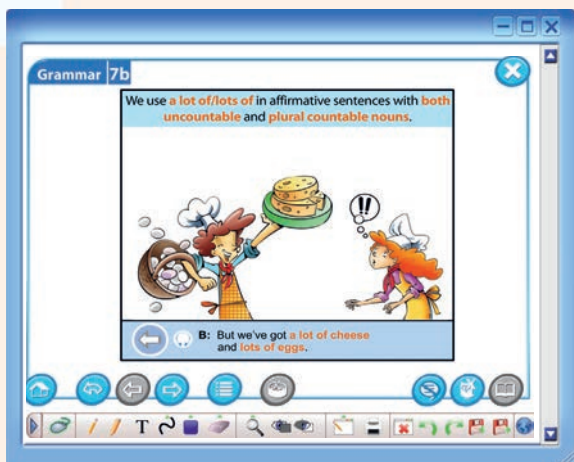 Grammar 7b
We use a lot of/lots of in affirmative sentences with both
uncountable and plural countable nouns.
!!
B: But we've got a lot of cheese
and lots of eggs.
T